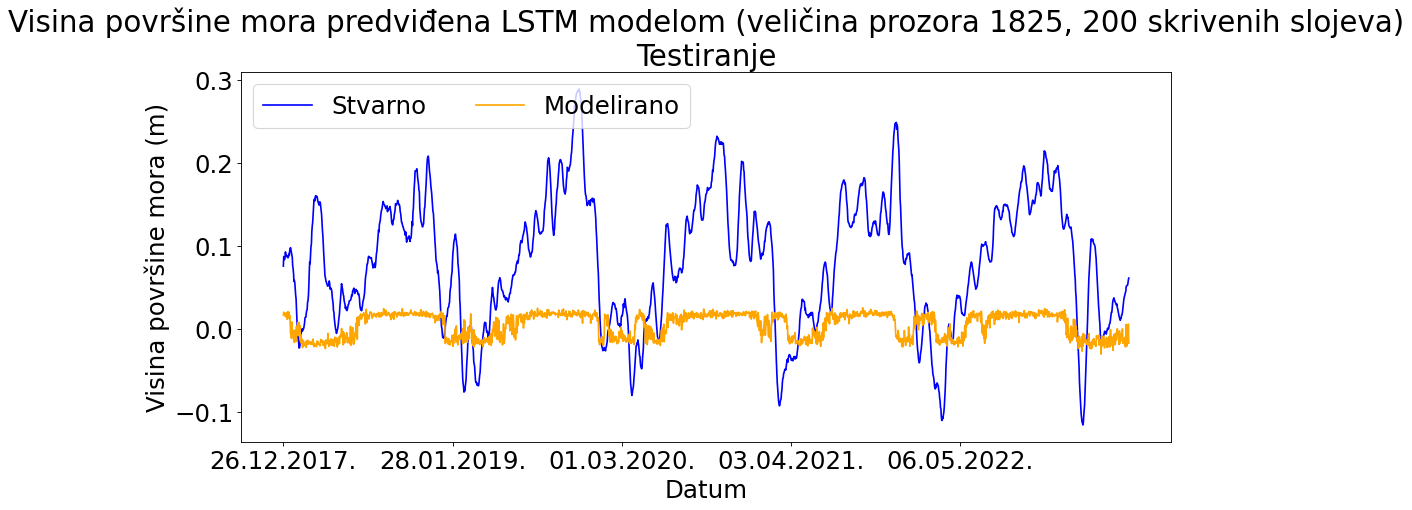 Visina površine mora predviđena LSTM modelom (veličina prozora 1825, 200 skrivenih slojeva)
Testiranje
Stvarno
Modelirano
Visina površine mora (m)
0.3
0.2
0.1
0.0
−0.1
26.12.2017.
28.01.2019.
01.03.2020.
03.04.2021.
06.05.2022.
Datum